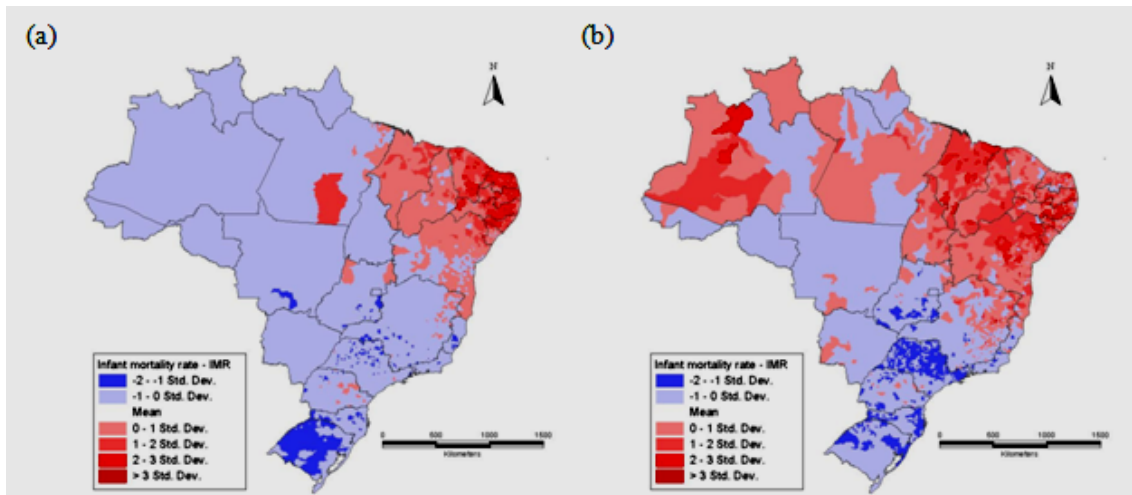 (a)
N
Infant mortality rate - IMR
-2 - -1 Std. Dev.
-1 - 0 Std. Dev.
Mean
0 - 1 Std. Dev.
1 - 2 Std. Dev.
2 - 3 Std. Dev.
> 3 Std. Dev.
0 500 1000 1500
Kilometers
(b)
N
Infant mortality rate - IMR
-2 - -1 Std. Dev.
-1 - 0 Std. Dev.
Mean
0 - 1 Std. Dev.
1 - 2 Std. Dev.
2 - 3 Std. Dev.
> 3 Std. Dev.
0 500 1000 1500
Kilometers